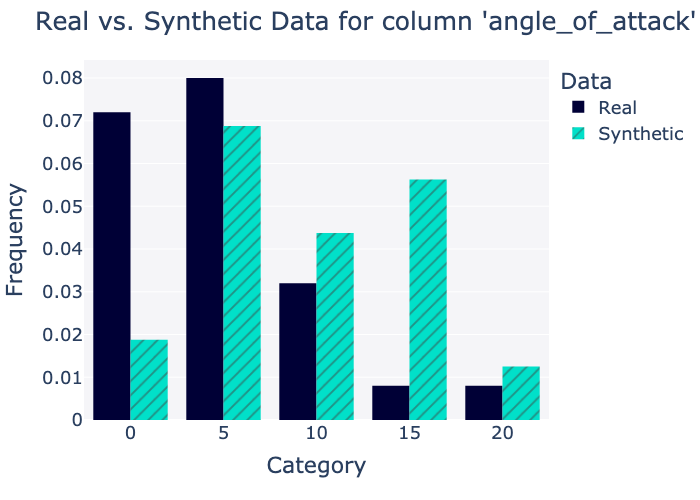 Real vs. Synthetic Data for column 'angle_of_attack'
Data
Real
Synthetic
Frequency
0.08
0.07
0.06
0.05
0.04
0.03
0.02
0.01
0
0 5 10 15 20
Category